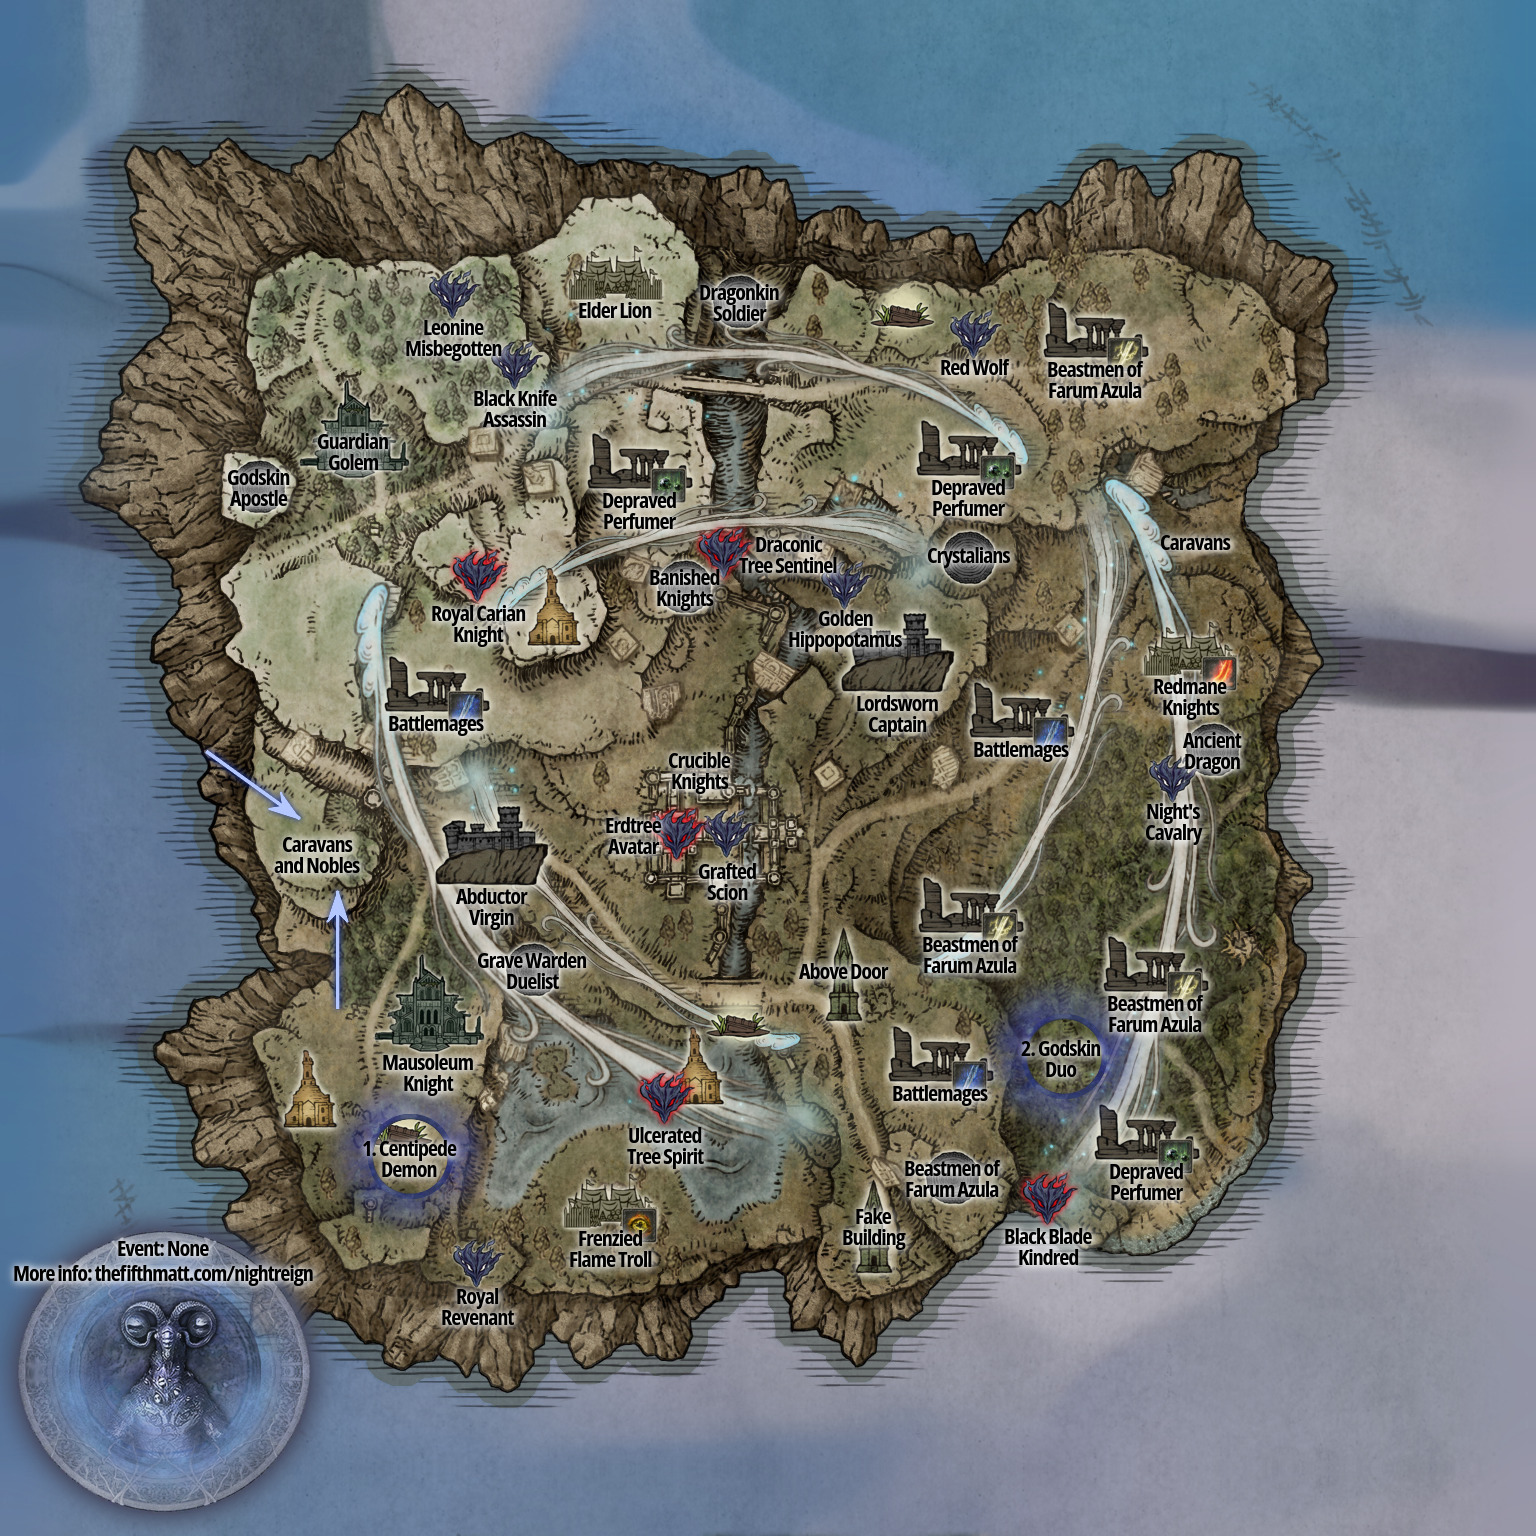 Elder Lion
Dragonkin
Soldier
Leonine
Misbegotten
Red Wolf
Beastmen of
Farum Azula
Black Knife
Assassin
Guardian
Golem
Godskin
Apostle
Depraved
Perfumer
Depraved
Perfumer
Draconic
Tree Sentinel
Crystalians
Caravans
Banished
Knights
Royal Carian
Knight
Golden
Hippopotamus
Redmane
Knights
Lordsworn
Captain
Battlemages
Battlemages
Ancient
Dragon
Crucible
Knights
Night's
Cavalry
Erdtree
Avatar
Grafted
Scion
Caravans
and Nobles
Abductor
Virgin
Grave Warden
Duelist
Above Door
Beastmen of
Farum Azula
Beastmen of
Farum Azula
Mausoleum
Knight
2. Godskin
Duo
Battlemages
1. Centipede
Demon
Ulcerated
Tree Spirit
Beastmen of
Farum Azula
Depraved
Perfumer
Fake
Building
Frenzied
Flame Troll
Black Blade
Kindred
Royal
Revenant
Event: None
More info: thefifthmatt.com/nightreign